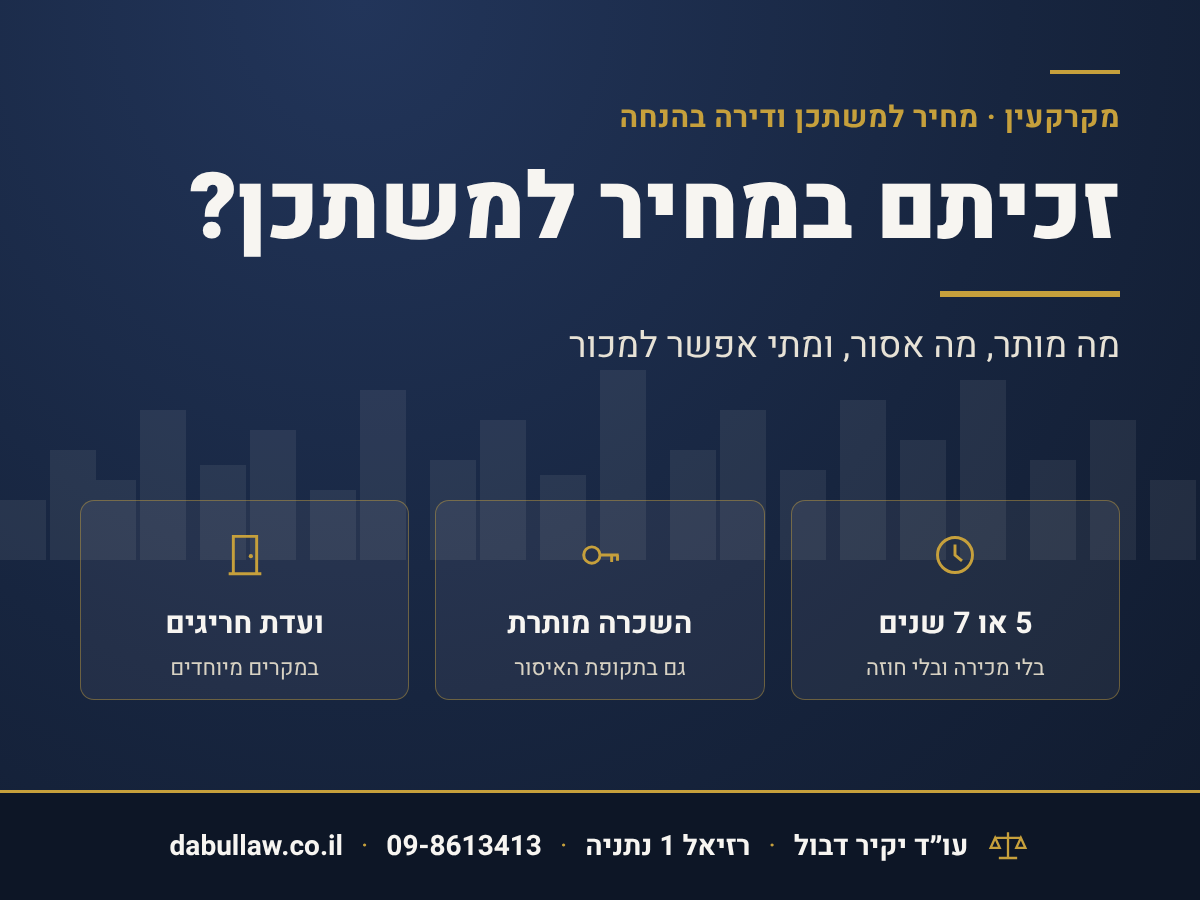 מקרקעין · מחיר למשתכן ודירה בהנחה
זכיתם במחיר למשתכן?
מה מותר, מה אסור, ומתי אפשר למכור
5 או 7 שנים
בלי מכירה ובלי חוזה
השכרה מותרת
גם בתקופת האיסור
ועדת חריגים
במקרים מיוחדים
עו״ד יקיר דבול · רזיאל 1 נתניה · 09-8613413 · dabullaw.co.il